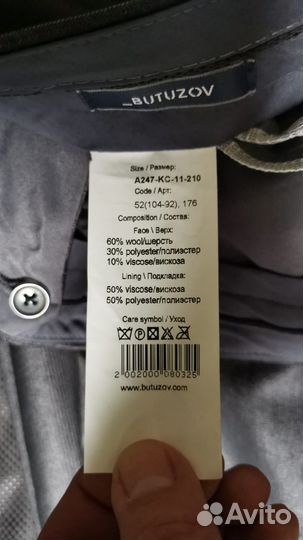 _BUTUZOV
Size / Размер:
A247-KC-11-210
Code / Арт:
52(104-92), 176
Composition / Состав:
Face \ Верх:
60% wool/шерсть
30% polyester/полиэстер
10% viscose/вискоза
Lining \ Подкладка:
50% viscose/вискоза
50% polyester/полиэстер
Care symbol / Уход
2 002000 080325
www.butuzov.com
Avito